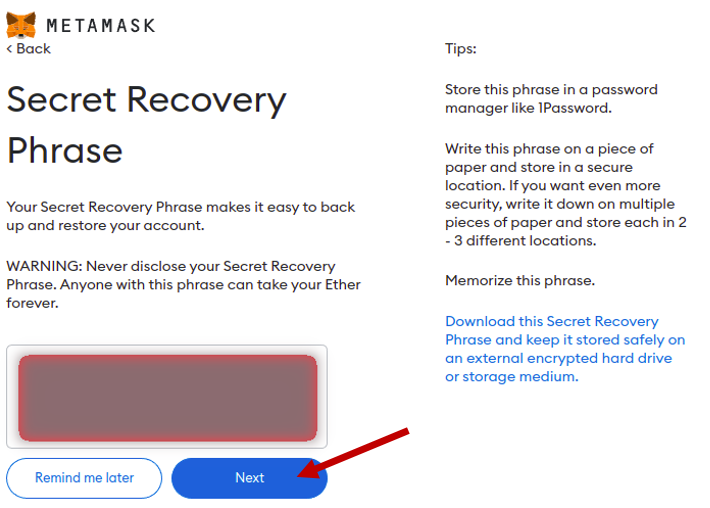 METAMASK
< Back
Secret Recovery
Phrase
Your Secret Recovery Phrase makes it easy to back
up and restore your account.
WARNING: Never disclose your Secret Recovery
Phrase. Anyone with this phrase can take your Ether
forever.
Remind me later
Next
Tips:
Store this phrase in a password
manager like 1Password.
Write this phrase on a piece of
paper and store in a secure
location. If you want even more
security, write it down on multiple
pieces of paper and store each in 2
- 3 different locations.
Memorize this phrase.
Download this Secret Recovery
Phrase and keep it stored safely on
an external encrypted hard drive
or storage medium.